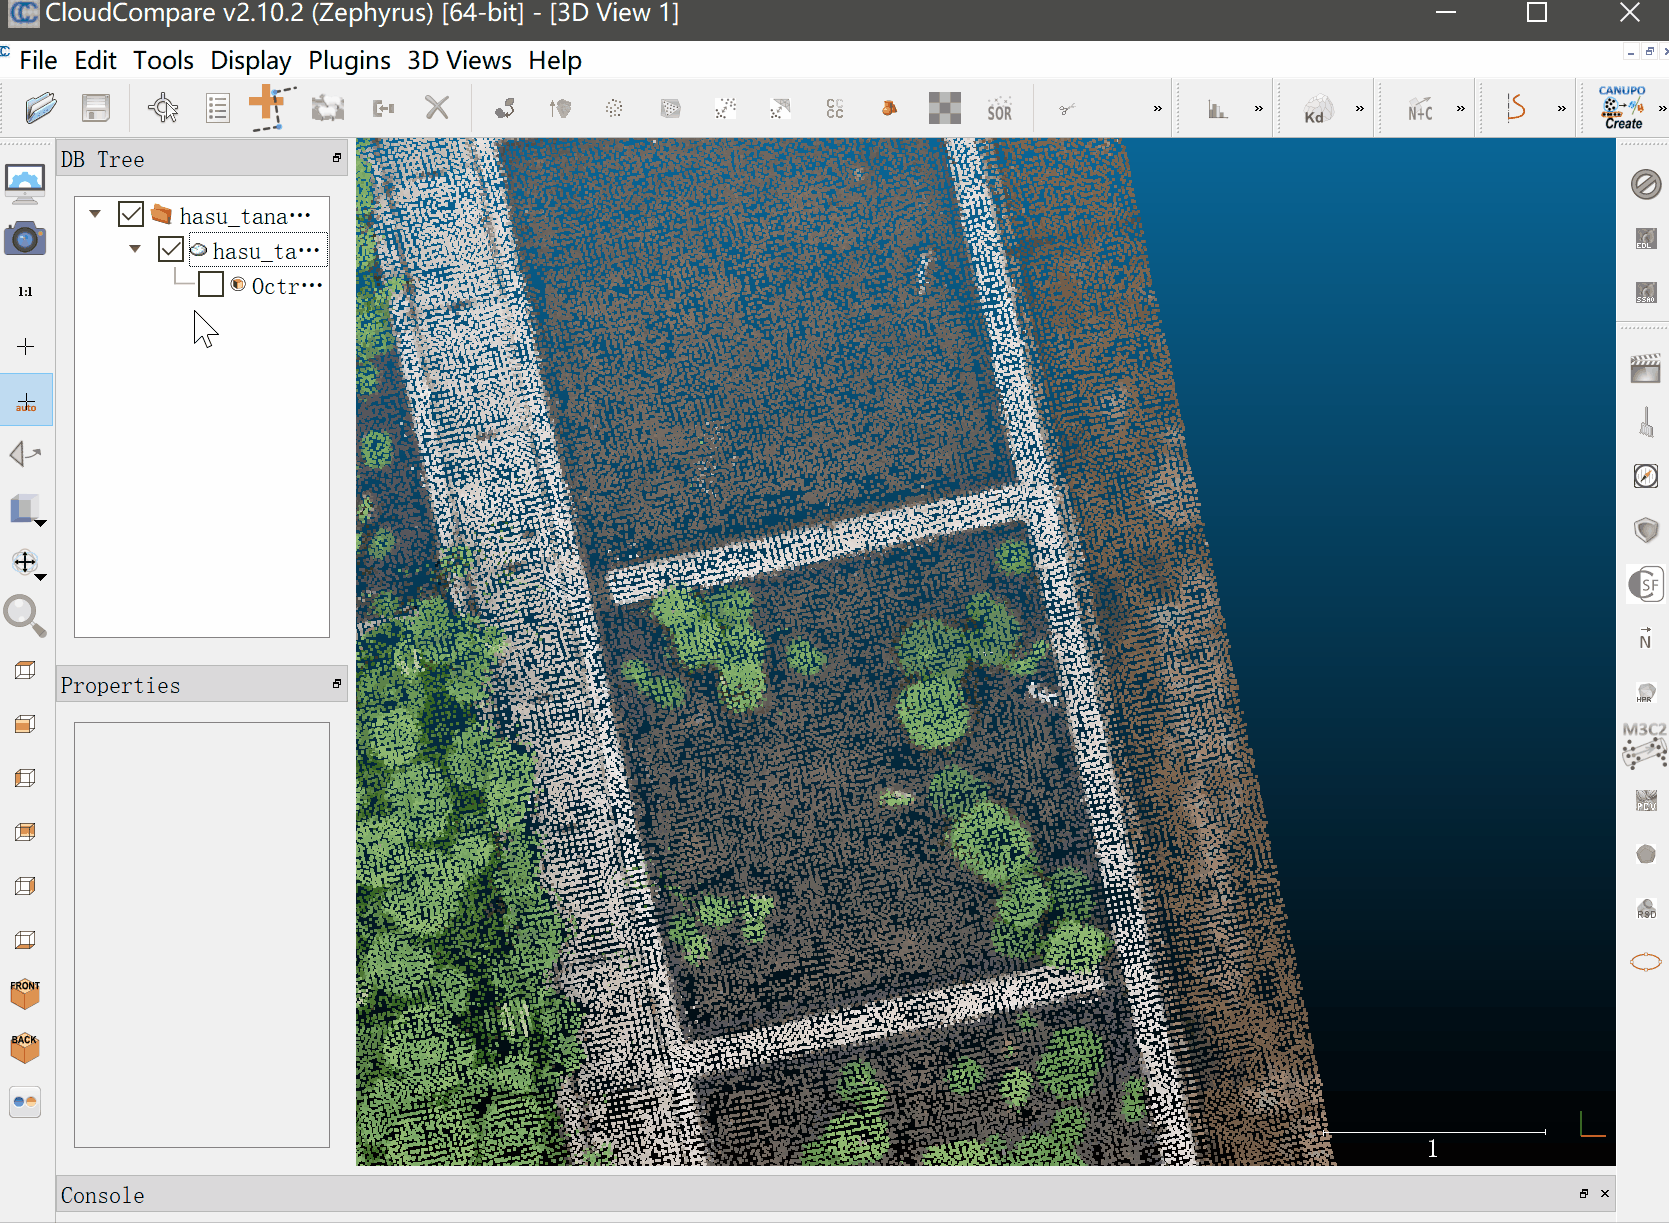 CloudCompare v2.10.2 (Zephyrus) [64-bit] - [3D View 1]
File Edit Tools Display Plugins 3D Views Help
SOR
Kd
N+C
CANUPO
Create
DB Tree
hasu_tana···
hasu_ta···
Octr···
1:1
auto
Properties
FRONT
BACK
EDL
SSAO
CSF
N
HPR
M3C2
PCV
RSD
1
Console